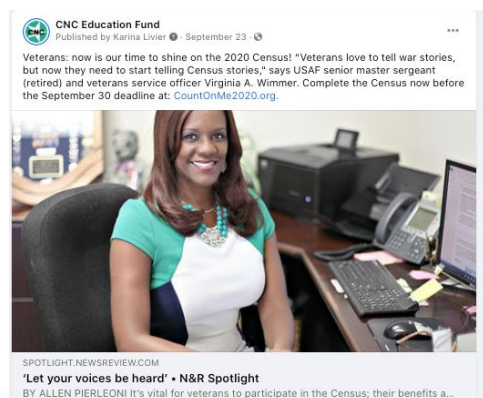 CNC Education Fund
Published by Karina Livier · September 23 ·
Veterans: now is our time to shine on the 2020 Census! "Veterans love to tell war stories,
but now they need to start telling Census stories," says USAF senior master sergeant
(retired) and veterans service officer Virginia A. Wimmer. Complete the Census now before
the September 30 deadline at: CountOnMe2020.org.
SPOTLIGHT.NEWSREVIEW.COM
'Let your voices be heard' • N&R Spotlight
BY ALLEN PIERLEONI It's vital for veterans to participate in the Census; their benefits a...